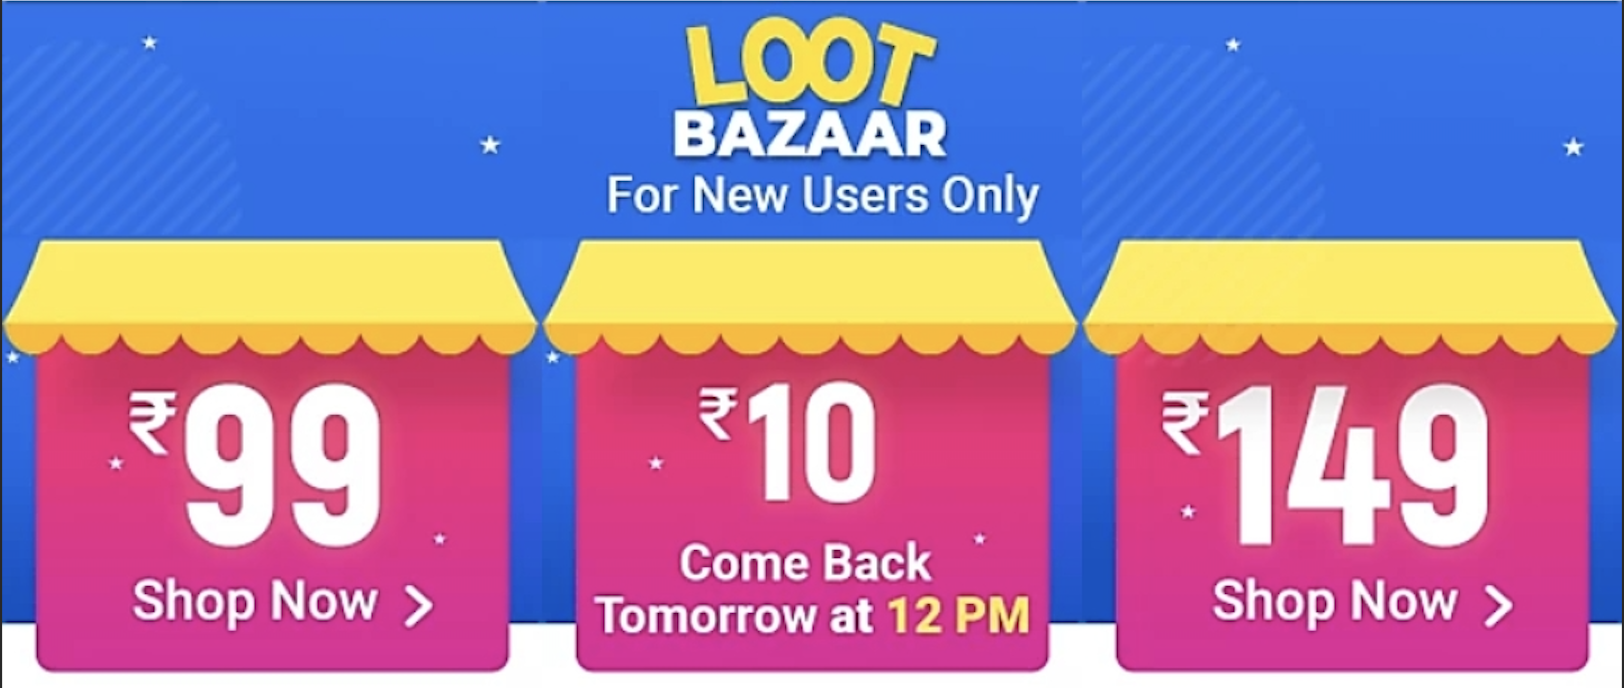 LOOT
BAZAAR
For New Users Only
₹99
Shop Now >
₹10
Come Back
Tomorrow at 12 PM
₹149
Shop Now >